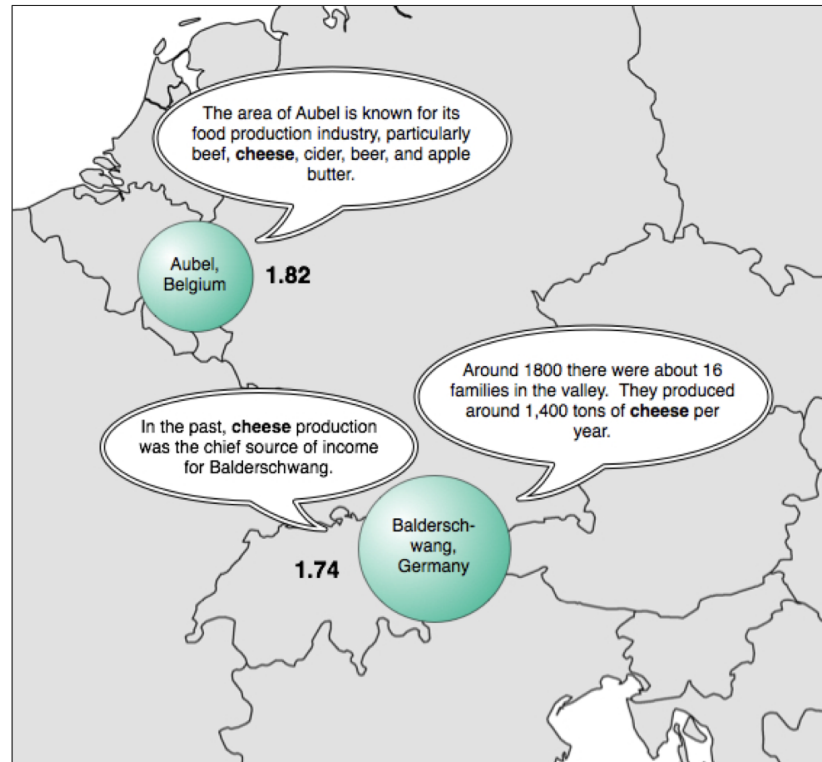 The area of Aubel is known for its
food production industry, particularly
beef, cheese, cider, beer, and apple
butter.
Aubel,
Belgium
1.82
Around 1800 there were about 16
families in the valley.  They produced
around 1,400 tons of cheese per
year.
In the past, cheese production
was the chief source of income
for Balderschwang.
Baldersch-
wang,
Germany
1.74